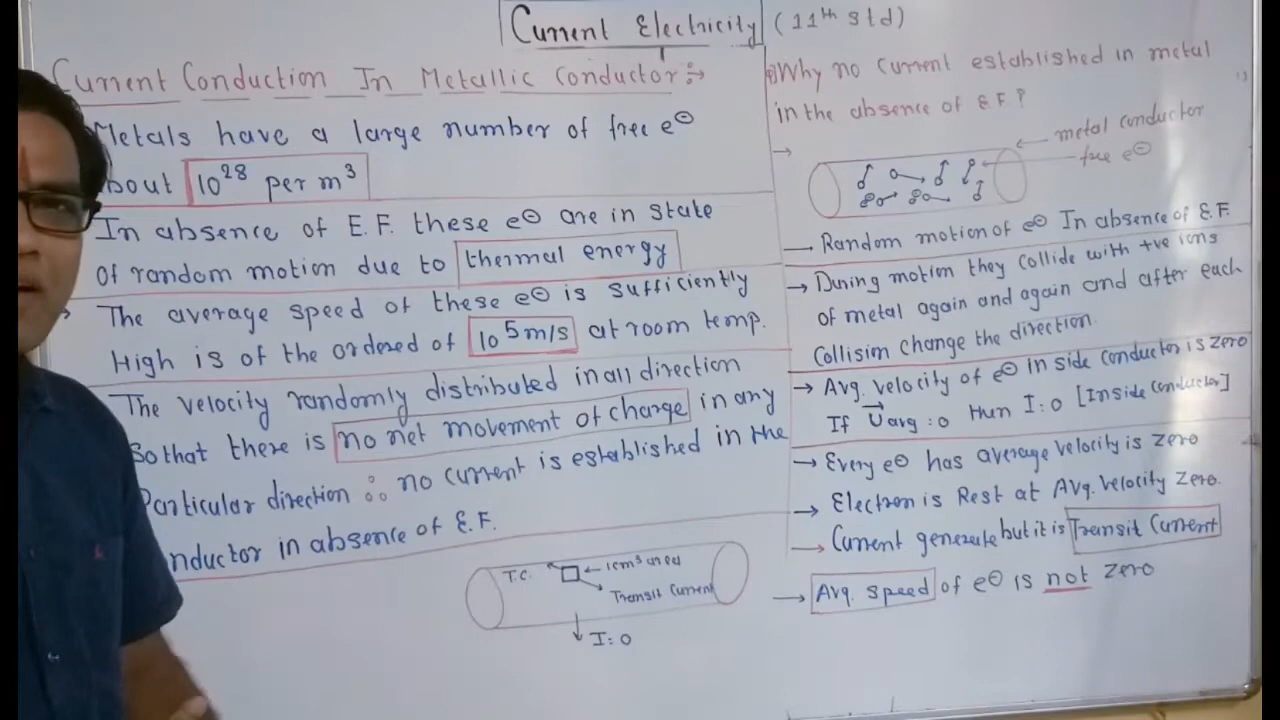 Current Electricity (11th std)
Current Conduction In Metallic Conductor :→
Metals have a large number of free e⊖
bout 10²⁸ per m³
In absence of E.F. these e⊖ are in state
of random motion due to thermal energy
The average speed of these e⊖ is sufficiently
High is of the ordered of 10⁵m/s at room temp.
The velocity randomly distributed in all direction
So that there is no net movement of charge in any
Particular direction ∴ no current is established in the
nductor in absence of E.F.
T.C.
1cm³ area
Transit Current
I=0
Why no current established in metal
in the absence of E.F?
metal conductor
free e⊖
Random motion of e⊖ In absence of E.F.
→ During motion they collide with +ve ions
of metal again and again and after each
Collision change the direction.
→ Avg. velocity of e⊖ in side conductor is zero
If V⃗avg=0 then I=0 [Inside conductor]
→ Every e⊖ has average velocity is zero
→ Electron is Rest at Avg. velocity zero.
→ Current generate but it is Transit Current
→ Avg. speed of e⊖ is not zero